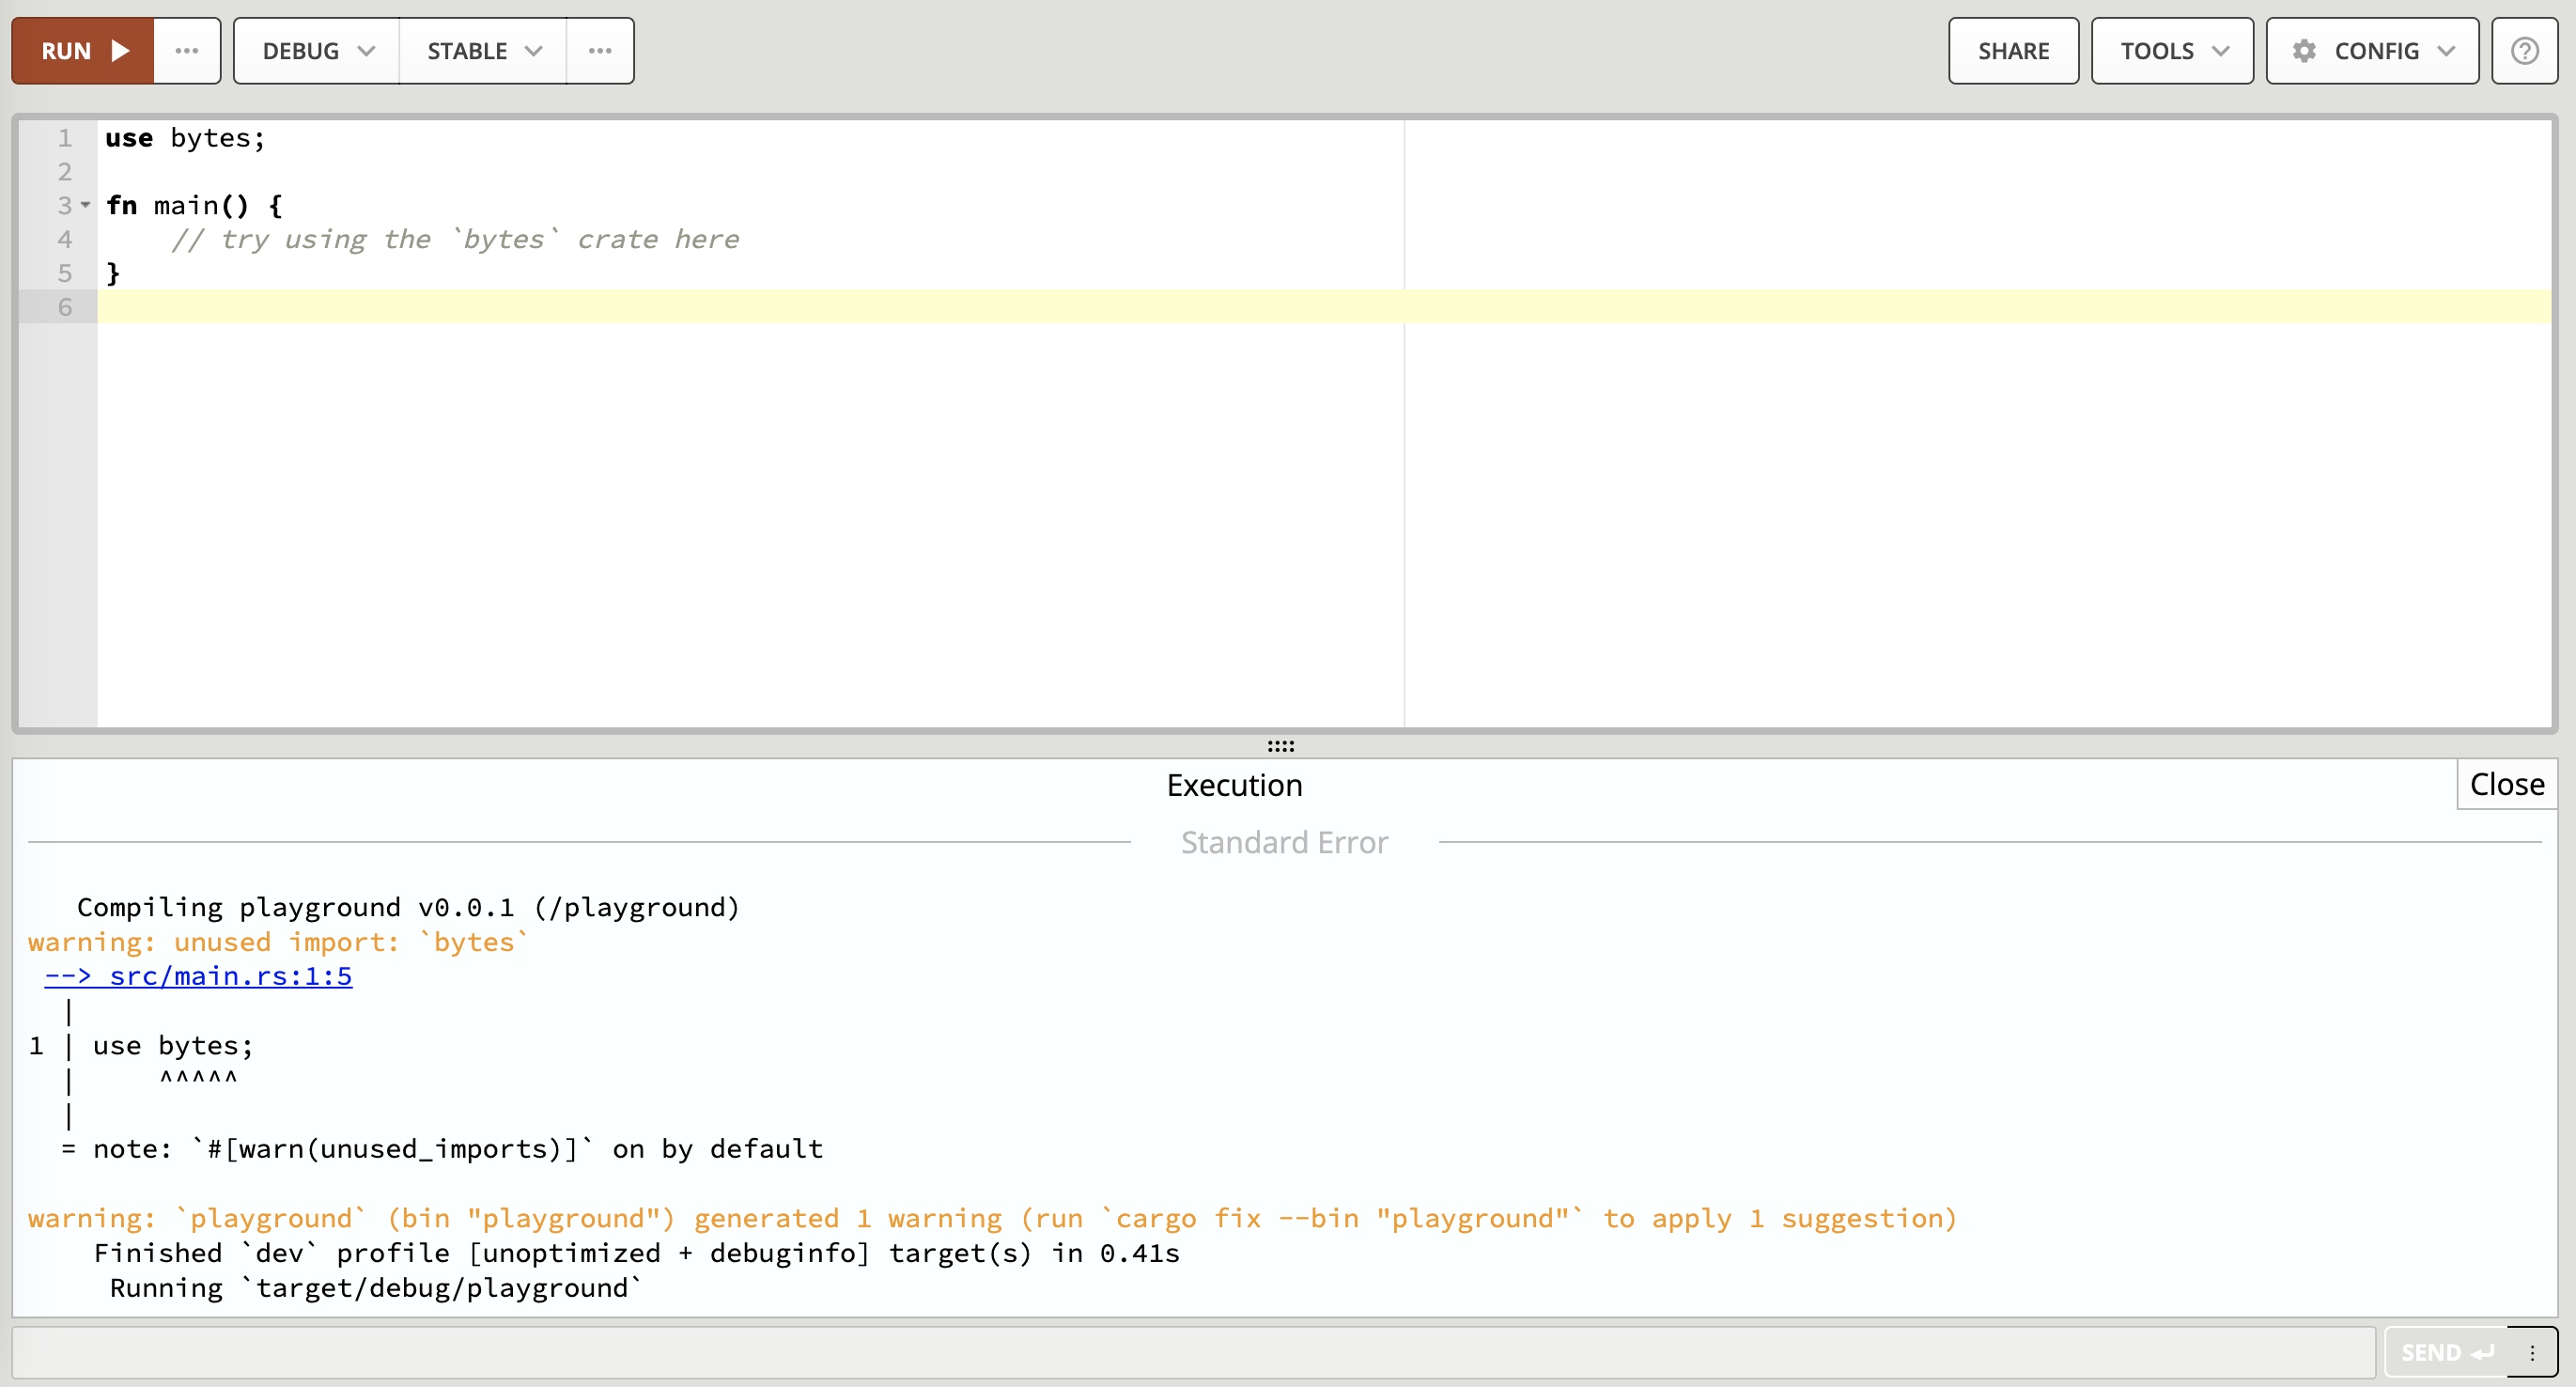 RUN ••• DEBUG STABLE ••• SHARE TOOLS CONFIG ?
1 use bytes;
2
3 fn main() {
4     // try using the `bytes` crate here
5 }
6
Execution Close
Standard Error
   Compiling playground v0.0.1 (/playground)
warning: unused import: `bytes`
 --> src/main.rs:1:5
  |
1 | use bytes;
  |     ^^^^^
  |
  = note: `#[warn(unused_imports)]` on by default
warning: `playground` (bin "playground") generated 1 warning (run `cargo fix --bin "playground"` to apply 1 suggestion)
    Finished `dev` profile [unoptimized + debuginfo] target(s) in 0.41s
     Running `target/debug/playground`
SEND